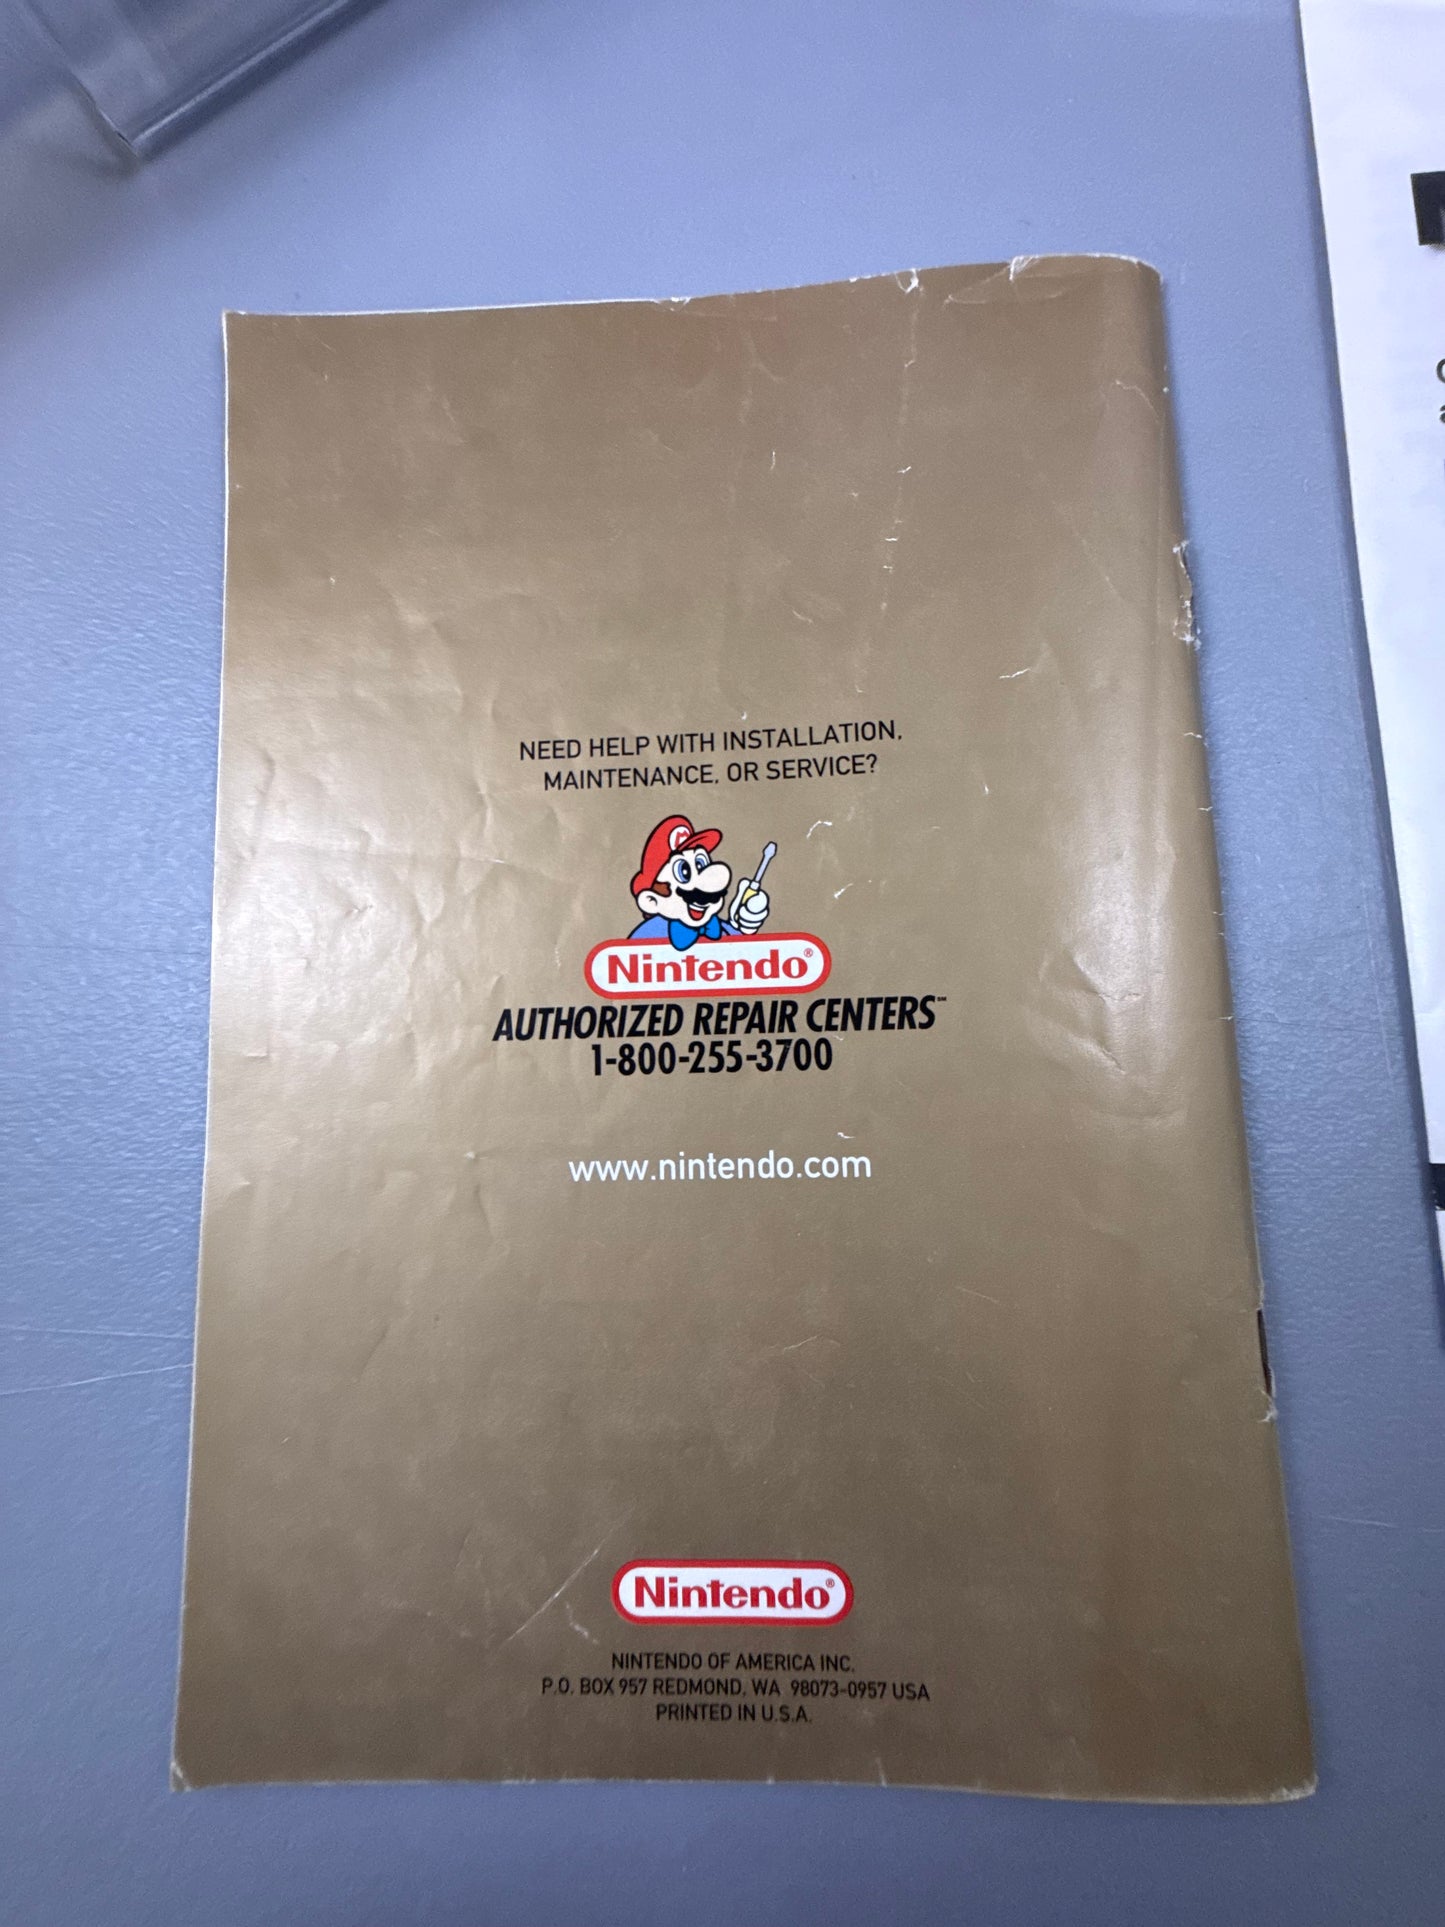 NEED HELP WITH INSTALLATION,
MAINTENANCE, OR SERVICE?
M
Nintendo®
AUTHORIZED REPAIR CENTERS℠
1-800-255-3700
www.nintendo.com
Nintendo®
NINTENDO OF AMERICA INC.
P.O. BOX 957 REDMOND, WA 98073-0957 USA
PRINTED IN U.S.A.